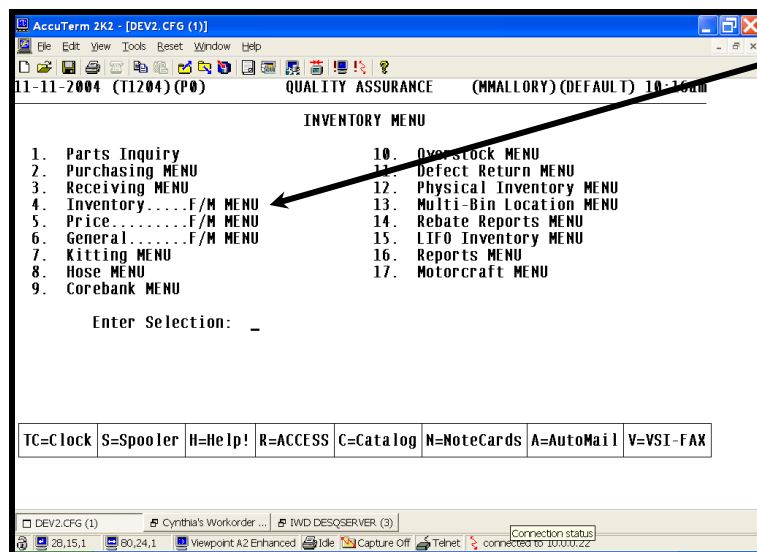 AccuTerm 2K2 - [DEV2.CFG (1)]
File Edit View Tools Reset Window Help
11-11-2004 (T1204)(P0) QUALITY ASSURANCE (MMALLORY)(DEFAULT) 10:16am
INVENTORY MENU
1. Parts Inquiry 10. Overstock MENU
2. Purchasing MENU 11. Defect Return MENU
3. Receiving MENU 12. Physical Inventory MENU
4. Inventory.....F/M MENU 13. Multi-Bin Location MENU
5. Price.........F/M MENU 14. Rebate Reports MENU
6. General.......F/M MENU 15. LIFO Inventory MENU
7. Kitting MENU 16. Reports MENU
8. Hose MENU 17. Motorcraft MENU
9. Corebank MENU
Enter Selection: _
TC=Clock S=Spooler H=Help! R=ACCESS C=Catalog N=NoteCards A=AutoMail V=VSI-FAX
DEV2.CFG (1) Cynthia's Workorder ... IWD DESQSERVER (3)
Connection status
28,15,1 80,24,1 Viewpoint A2 Enhanced Idle Capture Off Telnet connected to 10.0.0.22